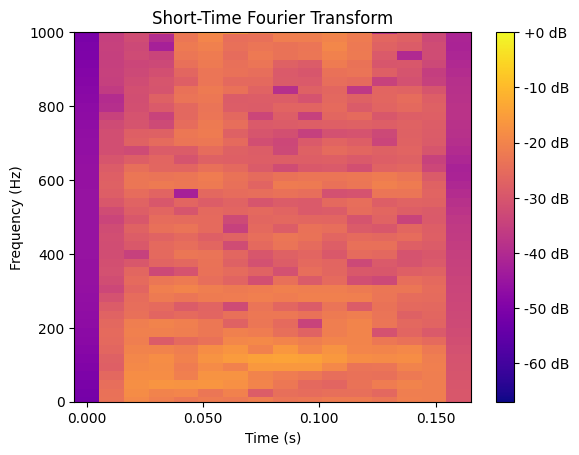 Short-Time Fourier Transform
1000
800
600
400
200
0
Frequency (Hz)
0.000
0.050
0.100
0.150
Time (s)
+0 dB
-10 dB
-20 dB
-30 dB
-40 dB
-50 dB
-60 dB